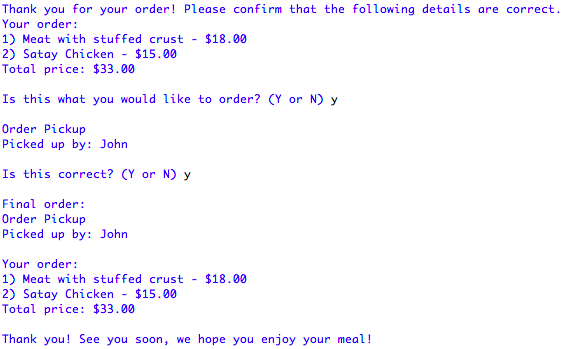 Thank you for your order! Please confirm that the following details are correct.
Your order:
1) Meat with stuffed crust - $18.00
2) Satay Chicken - $15.00
Total price: $33.00
Is this what you would like to order? (Y or N) y
Order Pickup
Picked up by: John
Is this correct? (Y or N) y
Final order:
Order Pickup
Picked up by: John
Your order:
1) Meat with stuffed crust - $18.00
2) Satay Chicken - $15.00
Total price: $33.00
Thank you! See you soon, we hope you enjoy your meal!